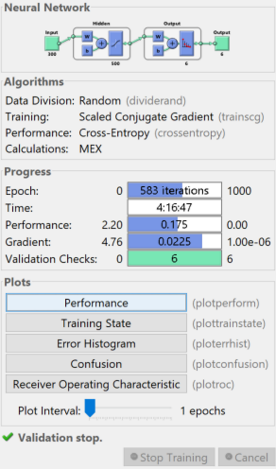 Neural Network
Hidden
Output
Input
W
b
+
W
b
+
Output
500
6
6
Algorithms
Data Division: Random (dividerand)
Training: Scaled Conjugate Gradient (trainscg)
Performance: Cross-Entropy (crossentropy)
Calculations: MEX
Progress
Epoch: 0 583 iterations 1000
Time: 4:16:47
Performance: 2.20 0.175 0.00
Gradient: 4.76 0.0225 1.00e-06
Validation Checks: 0 6 6
Plots
Performance (plotperform)
Training State (plottrainstate)
Error Histogram (ploterrhist)
Confusion (plotconfusion)
Receiver Operating Characteristic (plotroc)
Plot Interval: 1 epochs
Validation stop.
Stop Training Cancel